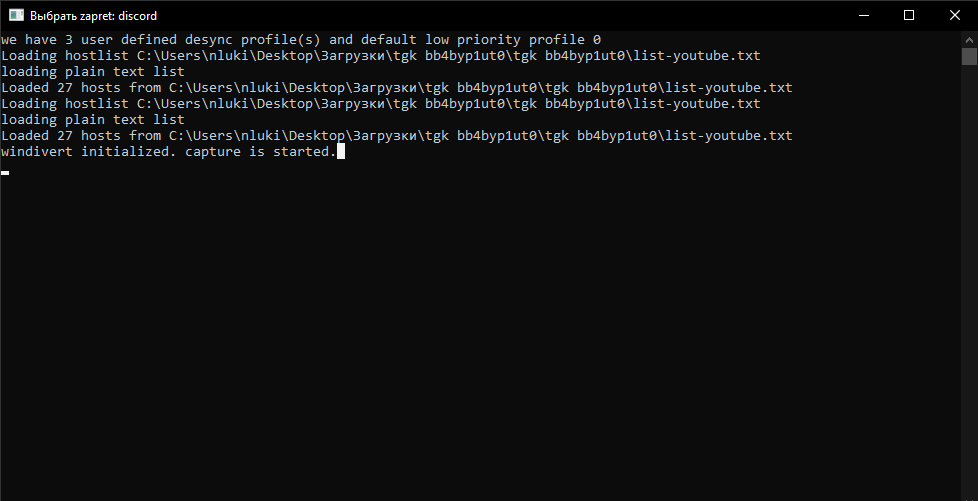 Выбрать zapret: discord
we have 3 user defined desync profile(s) and default low priority profile 0
Loading hostlist C:\Users\nluki\Desktop\Загрузки\tgk bb4byp1ut0\tgk bb4byp1ut0\list-youtube.txt
loading plain text list
Loaded 27 hosts from C:\Users\nluki\Desktop\Загрузки\tgk bb4byp1ut0\tgk bb4byp1ut0\list-youtube.txt
Loading hostlist C:\Users\nluki\Desktop\Загрузки\tgk bb4byp1ut0\tgk bb4byp1ut0\list-youtube.txt
loading plain text list
Loaded 27 hosts from C:\Users\nluki\Desktop\Загрузки\tgk bb4byp1ut0\tgk bb4byp1ut0\list-youtube.txt
windivert initialized. capture is started.